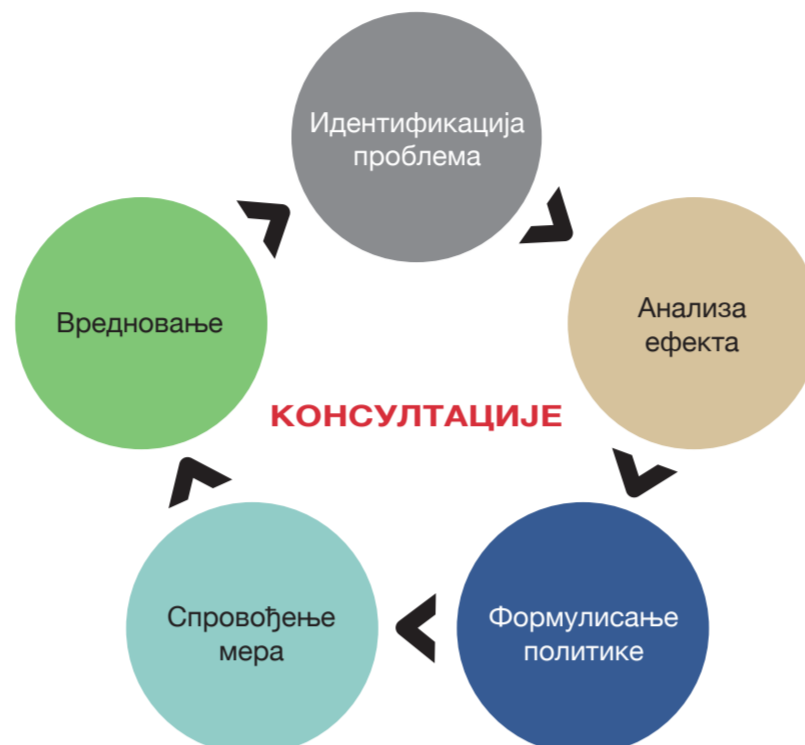 Идентификација
проблема
Анализа
ефекта
Формулисање
политике
Спровођење
мера
Вредновање
КОНСУЛТАЦИЈЕ